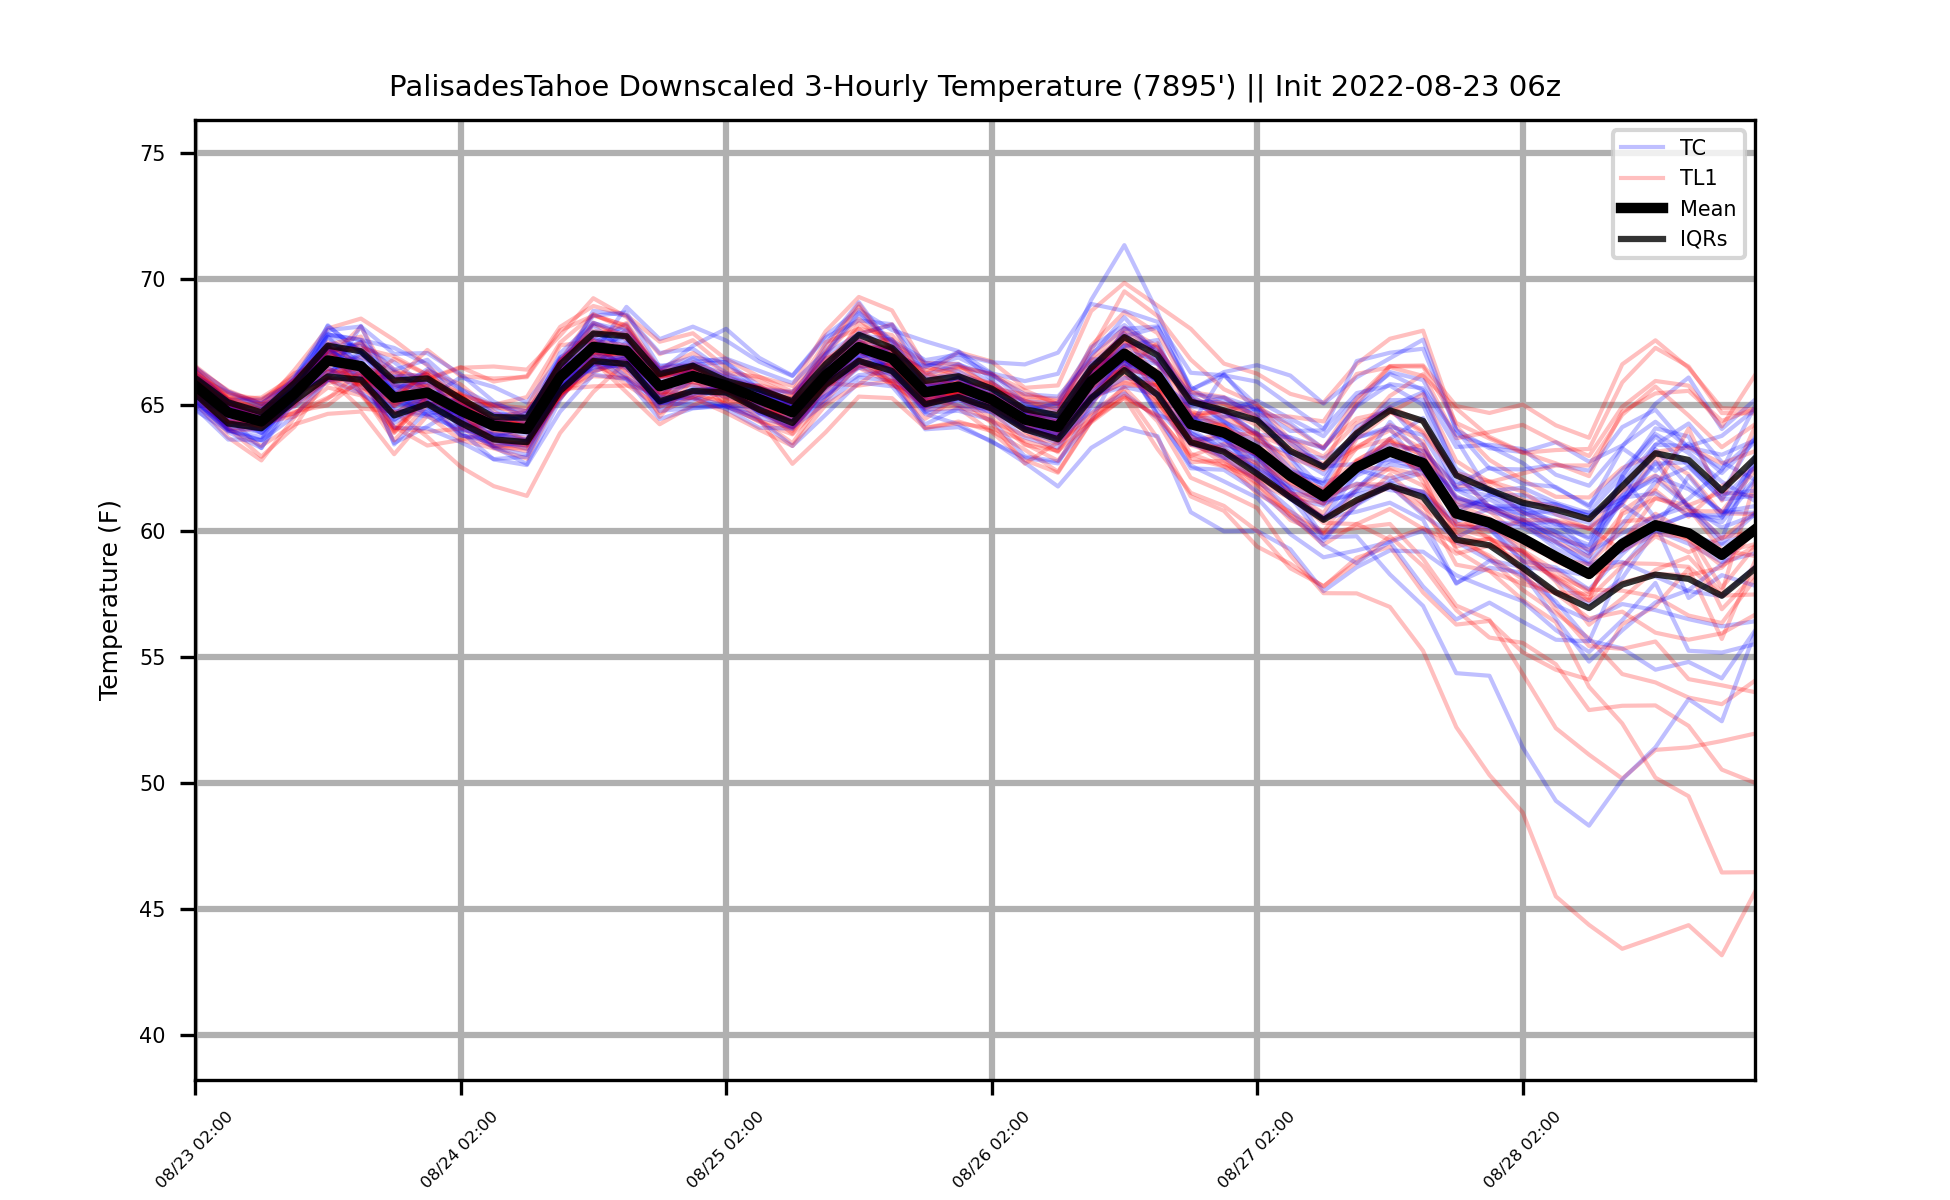 PalisadesTahoe Downscaled 3-Hourly Temperature (7895') || Init 2022-08-23 06z
TC
TL1
Mean
IQRs
Temperature (F)
75
70
65
60
55
50
45
40
08/23 02:00
08/24 02:00
08/25 02:00
08/26 02:00
08/27 02:00
08/28 02:00